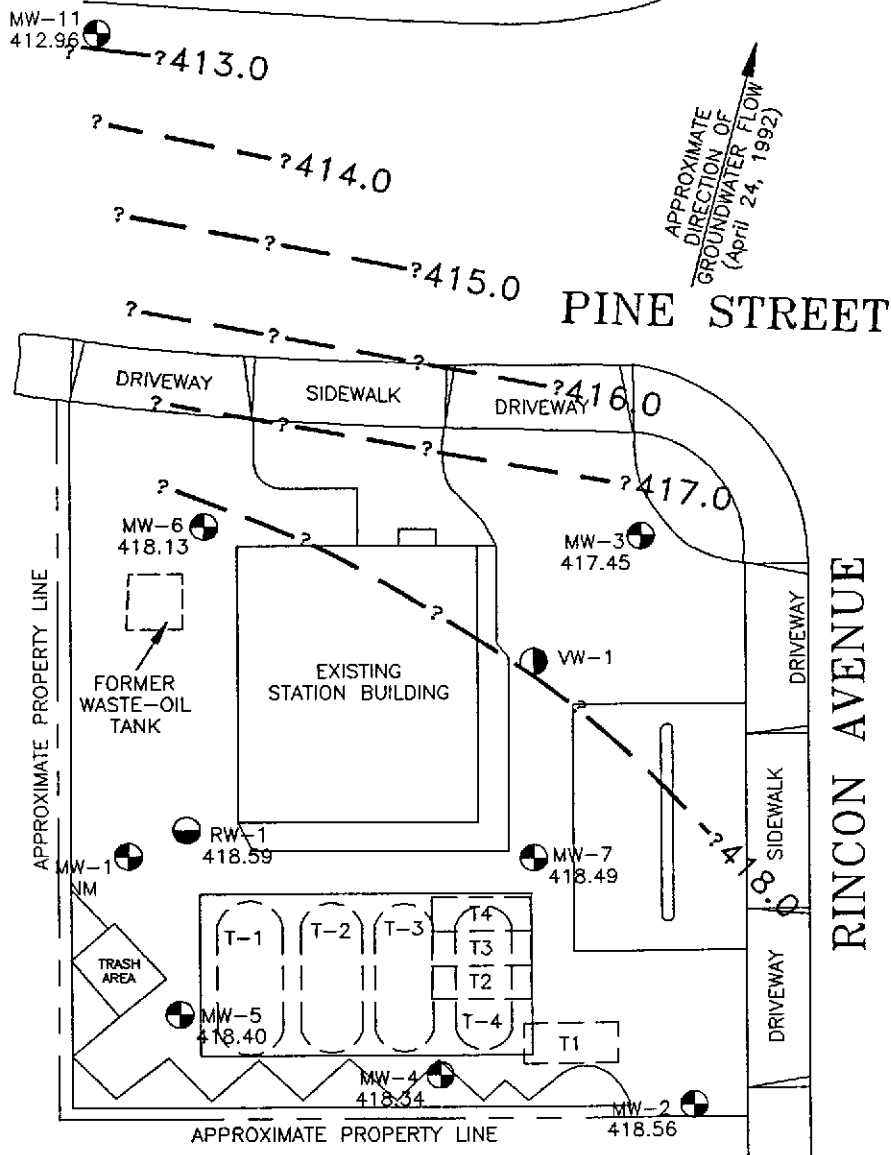 MW-11
412.96
? ?413.0
? ?414.0
? ? ?415.0
? ? ? ?416.0
? ? ? ?417.0
? ? ? ? ?418.0
APPROXIMATE
DIRECTION OF
GROUNDWATER FLOW
(April 24, 1992)
PINE STREET
DRIVEWAY
SIDEWALK
DRIVEWAY
MW-6
418.13
MW-3
417.45
VW-1
FORMER
WASTE-OIL
TANK
EXISTING
STATION BUILDING
APPROXIMATE PROPERTY LINE
DRIVEWAY
SIDEWALK
DRIVEWAY
RINCON AVENUE
RW-1
418.59
MW-1
NM
MW-7
418.49
TRASH
AREA
T-1
T-2
T-3
T4
T3
T2
T-4
T1
MW-5
418.40
MW-4
418.34
MW-2
418.56
APPROXIMATE PROPERTY LINE